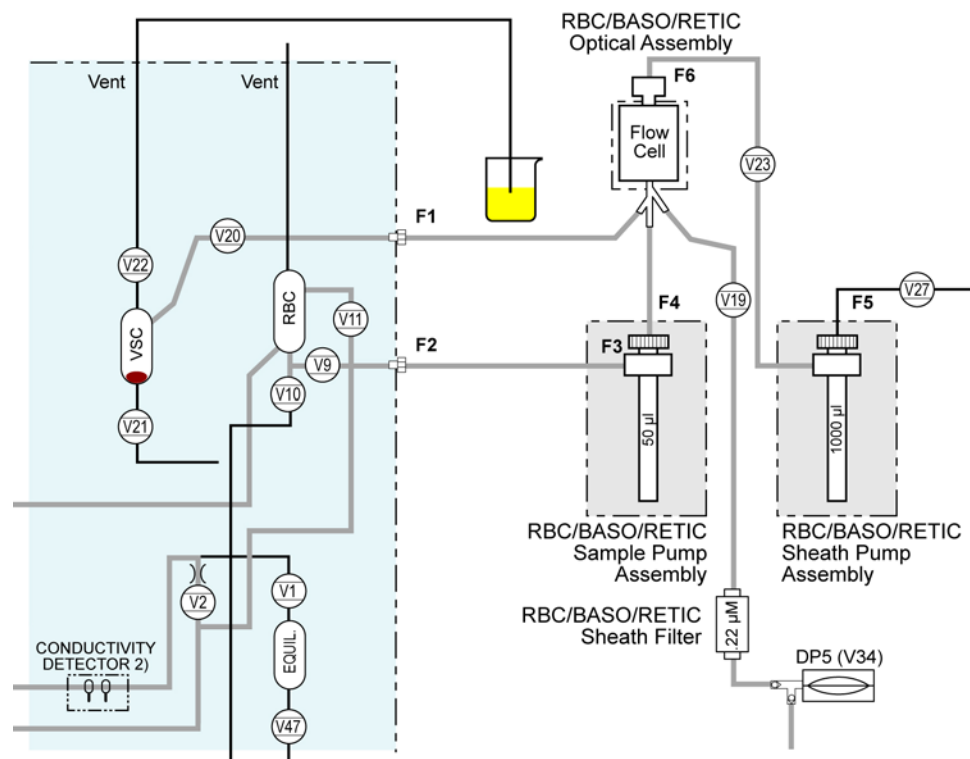 RBC/BASO/RETIC
Optical Assembly
F6
Vent
Vent
Flow
Cell
V23
F1
V20
V22
V27
F5
F4
V19
RBC
V11
VSC
F2
F3
V9
V10
V21
50 µl
1000 µl
RBC/BASO/RETIC
Sample Pump
Assembly
RBC/BASO/RETIC
Sheath Pump
Assembly
V1
V2
RBC/BASO/RETIC
Sheath Filter
.22 µM
EQUIL.
CONDUCTIVITY
DETECTOR 2)
DP5 (V34)
V47